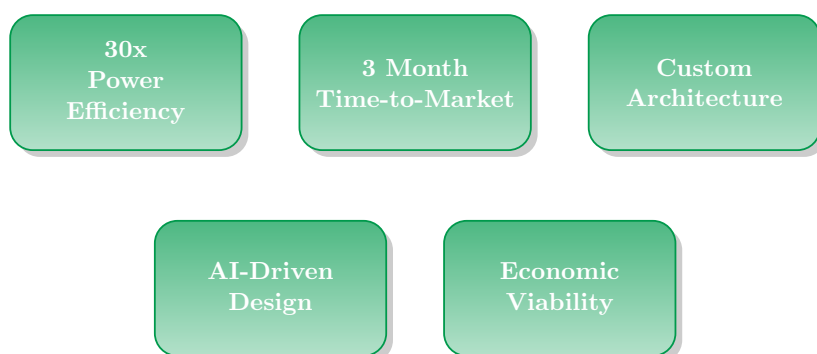 30x
Power
Efficiency
3 Month
Time-to-Market
Custom
Architecture
AI-Driven
Design
Economic
Viability